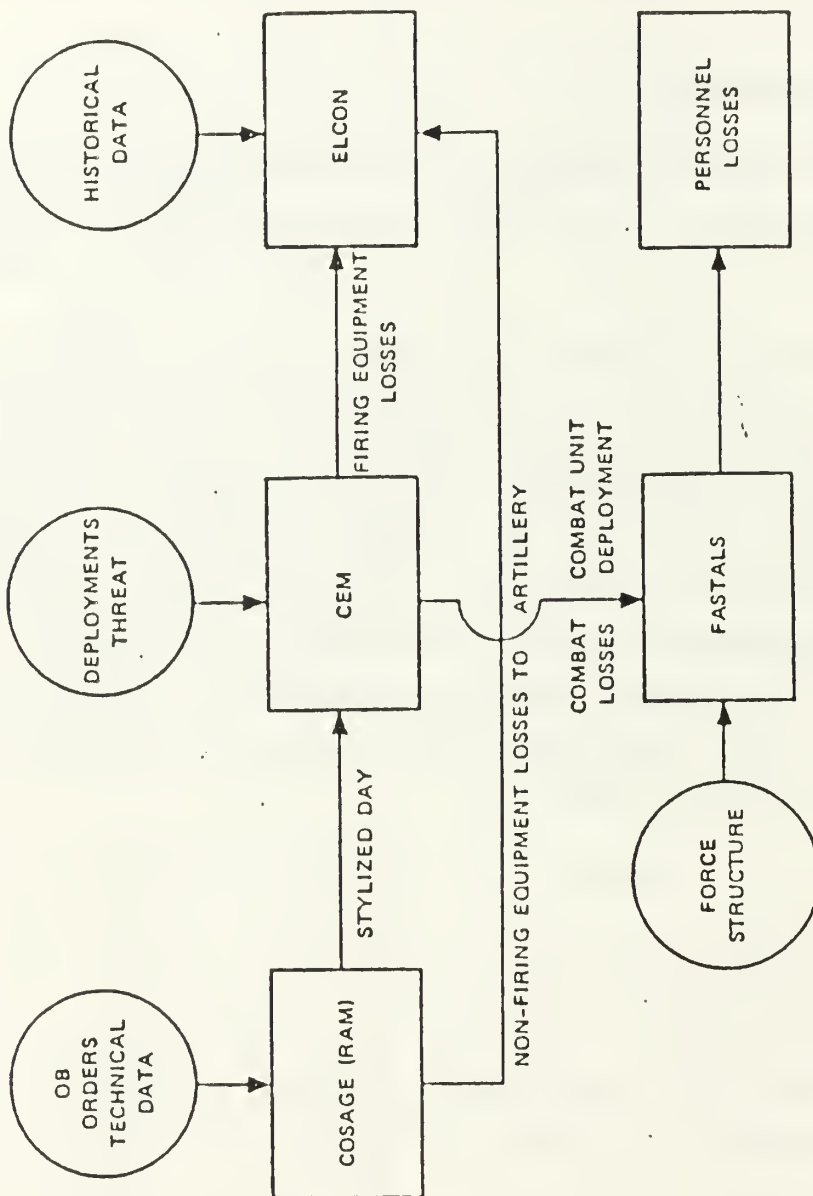 OB
ORDERS
TECHNICAL
DATA
DEPLOYMENTS
THREAT
HISTORICAL
DATA
COSAGE (RAM)
STYLIZED DAY
CEM
FIRING EQUIPMENT
LOSSES
ELCON
NON-FIRING EQUIPMENT LOSSES TO ARTILLERY
COMBAT
LOSSES
COMBAT UNIT
DEPLOYMENT
FORCE
STRUCTURE
FASTALS
PERSONNEL
LOSSES